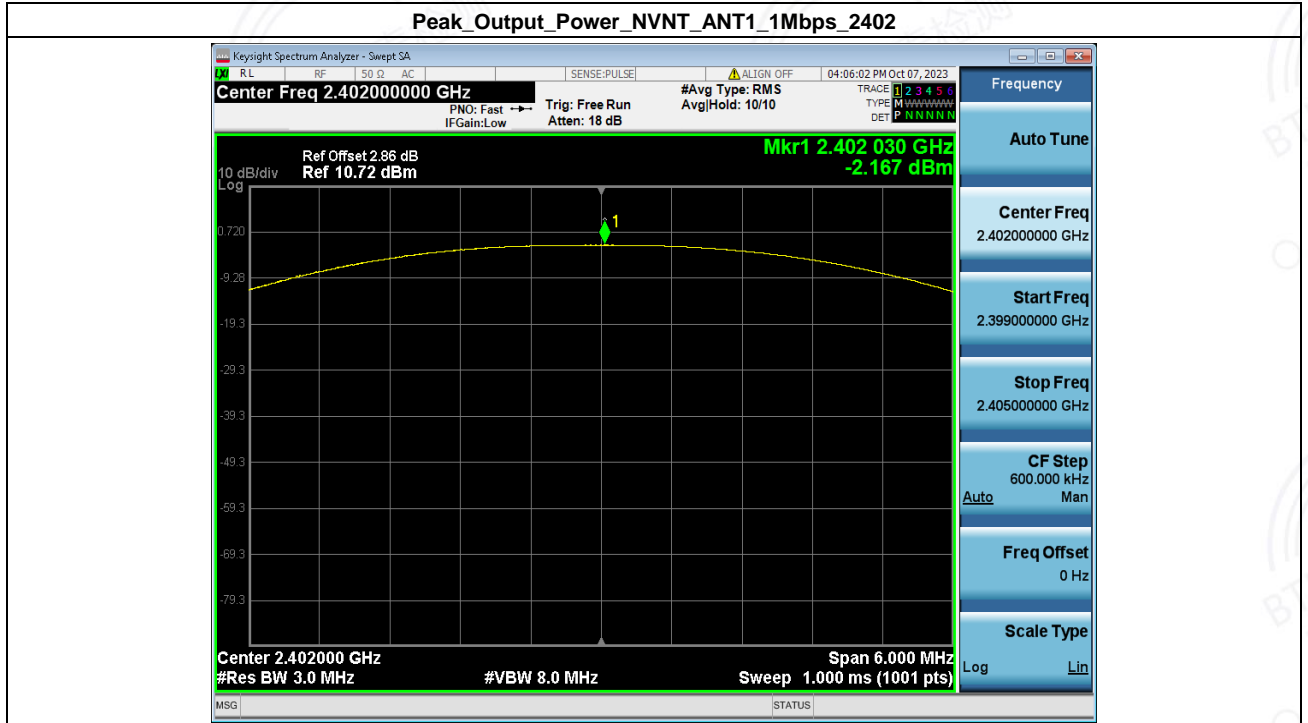 Peak_Output_Power_NVNT_ANT1_1Mbps_2402
Keysight Spectrum Analyzer - Swept SA
LXI RL RF 50 Ω AC SENSE:PULSE ALIGN OFF 04:06:02 PM Oct 07, 2023
Center Freq 2.402000000 GHz
PNO: Fast
IFGain:Low
Trig: Free Run
Atten: 18 dB
#Avg Type: RMS
Avg|Hold: 10/10
TRACE 1 2 3 4 5 6
TYPE M WWWWW
DET P N N N N N
Frequency
Auto Tune
Center Freq
2.402000000 GHz
Start Freq
2.399000000 GHz
Stop Freq
2.405000000 GHz
CF Step
600.000 kHz
Auto Man
Freq Offset
0 Hz
Scale Type
Log Lin
Mkr1 2.402 030 GHz
-2.167 dBm
Ref Offset 2.86 dB
10 dB/div Ref 10.72 dBm
Log
1
0.720
-9.28
-19.3
-29.3
-39.3
-49.3
-59.3
-69.3
-79.3
Center 2.402000 GHz Span 6.000 MHz
#Res BW 3.0 MHz #VBW 8.0 MHz Sweep 1.000 ms (1001 pts)
MSG STATUS